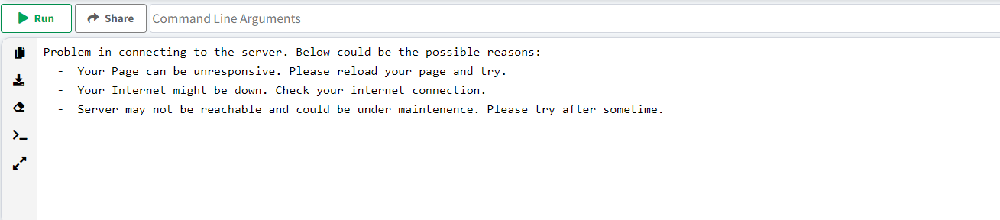 Run Share Command Line Arguments
Problem in connecting to the server. Below could be the possible reasons:
- Your Page can be unresponsive. Please reload your page and try.
- Your Internet might be down. Check your internet connection.
- Server may not be reachable and could be under maintenence. Please try after sometime.